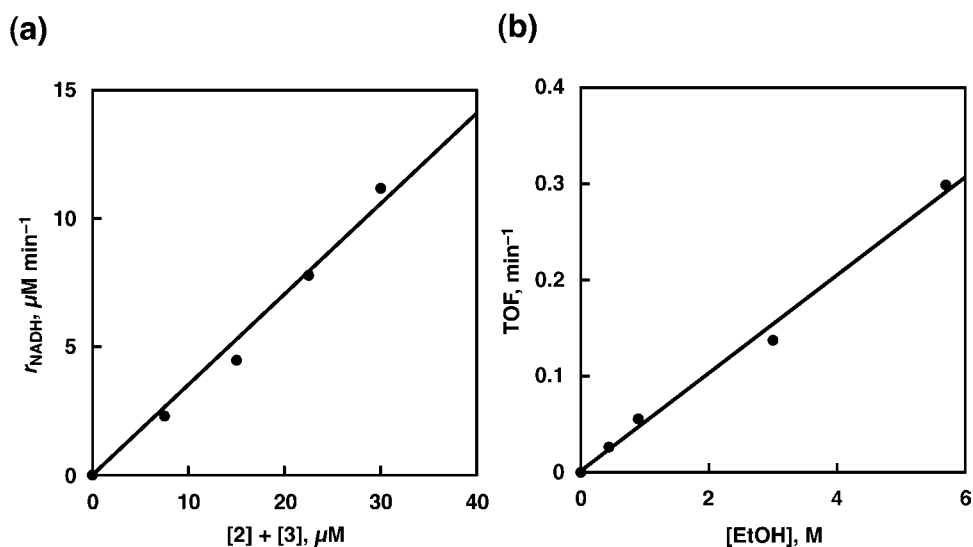 (a)
15
10
5
0
r_NADH, μM min⁻¹
0 10 20 30 40
[2] + [3], μM
(b)
0.4
0.3
0.2
0.1
0
TOF, min⁻¹
0 2 4 6
[EtOH], M